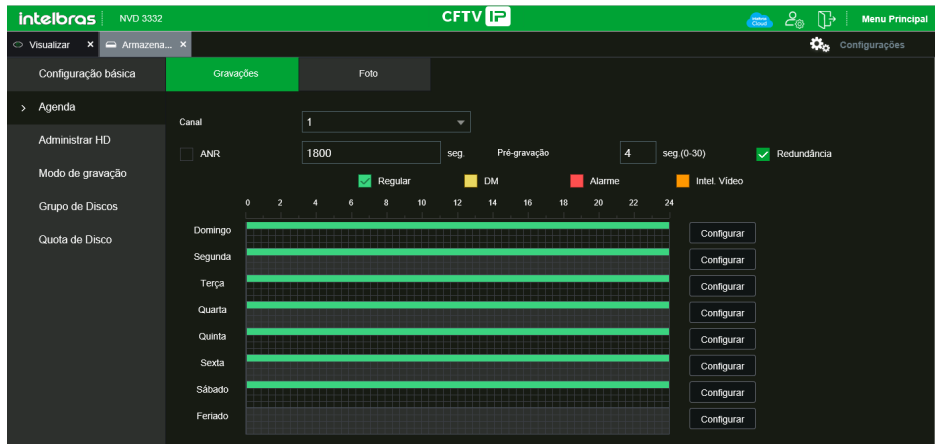 intelbras NVD 3332 CFTV IP intelbras Cloud Menu Principal
Visualizar × Armazena... × Configurações
Configuração básica Gravações Foto
> Agenda
Canal 1
Administrar HD
ANR 1800 seg. Pré-gravação 4 seg.(0-30) Redundância
Modo de gravação
Regular DM Alarme Intel. Vídeo
0 2 4 6 8 10 12 14 16 18 20 22 24
Grupo de Discos
Domingo Configurar
Quota de Disco
Segunda Configurar
Terça Configurar
Quarta Configurar
Quinta Configurar
Sexta Configurar
Sábado Configurar
Feriado Configurar